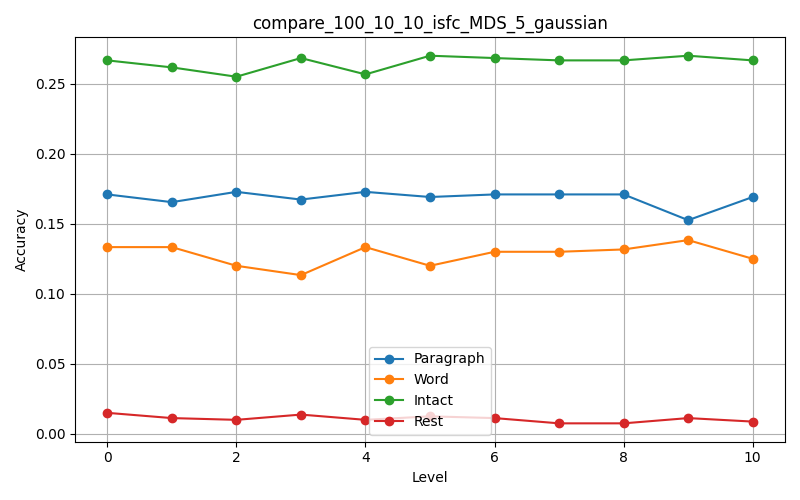 compare_100_10_10_isfc_MDS_5_gaussian
Accuracy
0.25
0.20
0.15
0.10
0.05
0.00
Paragraph
Word
Intact
Rest
0 2 4 6 8 10
Level